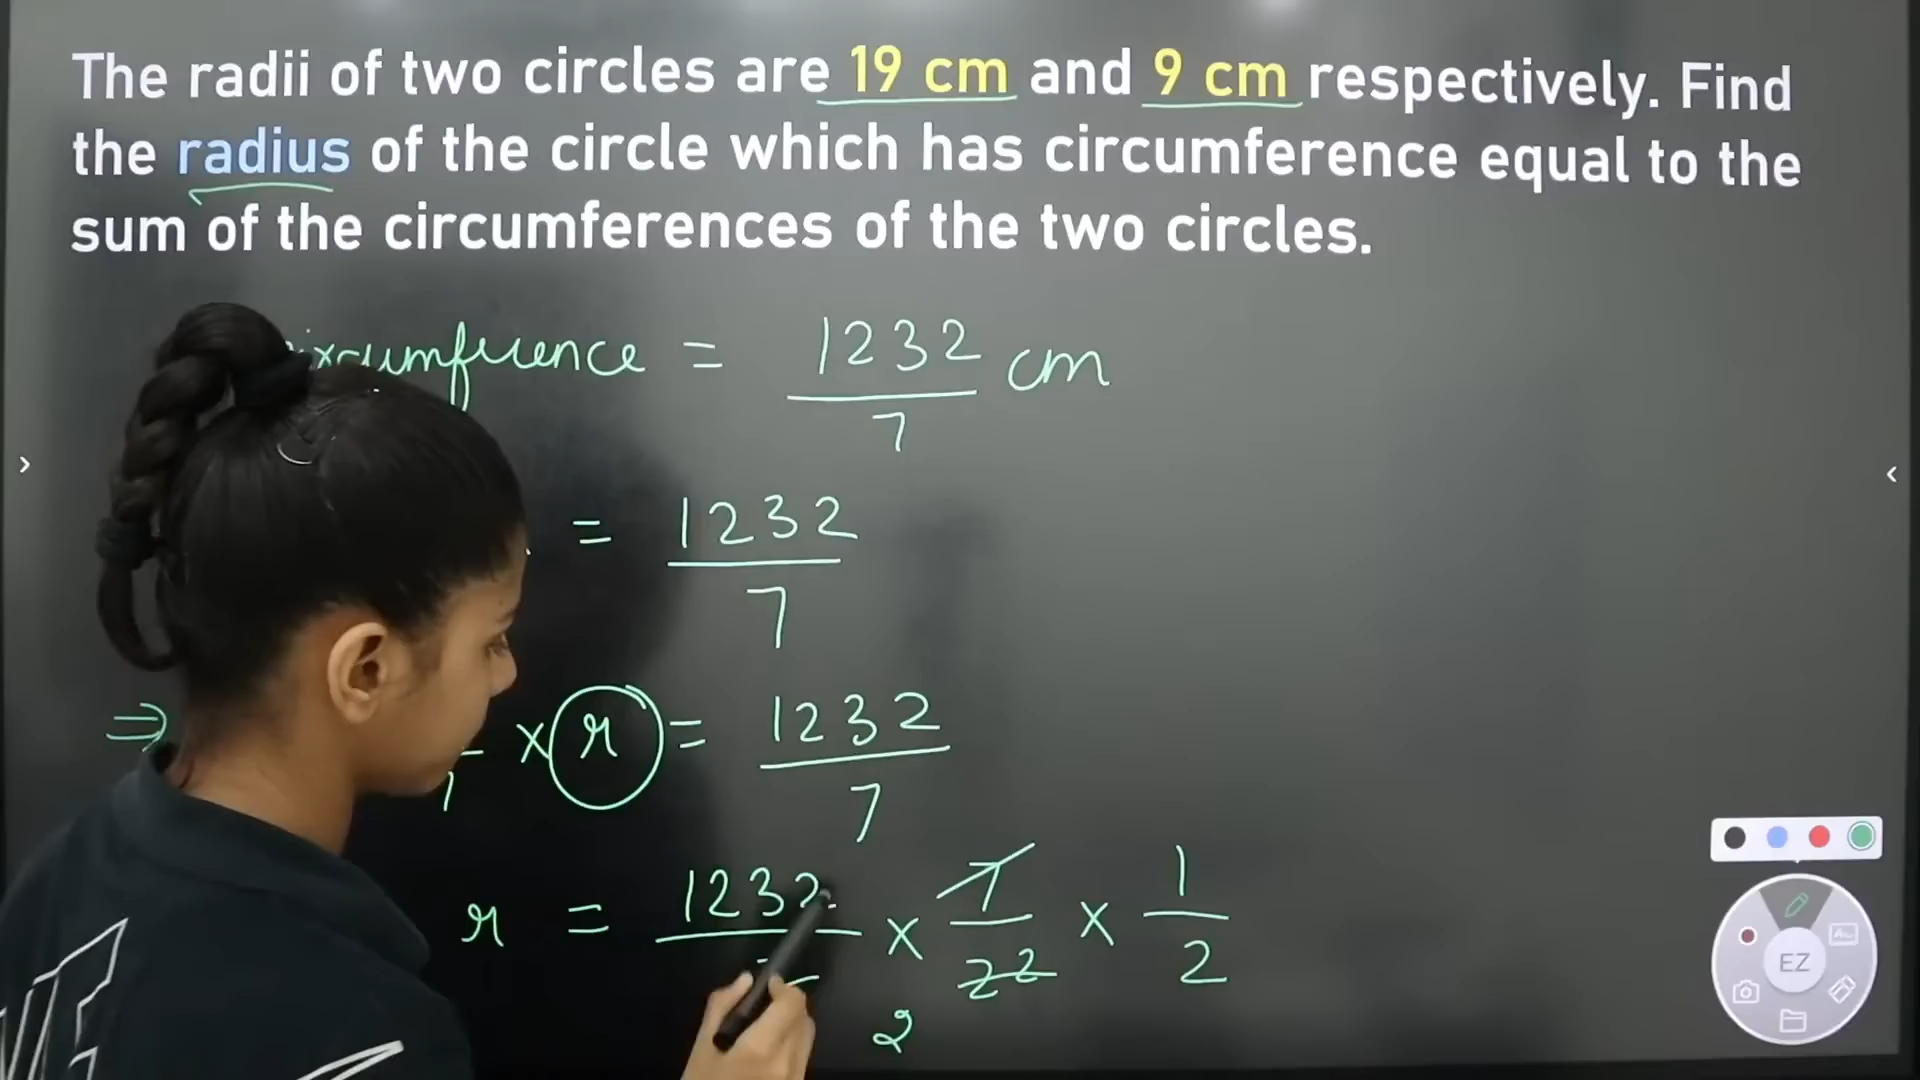 The radii of two circles are 19 cm and 9 cm respectively. Find
the radius of the circle which has circumference equal to the
sum of the circumferences of the two circles.
ircumference = 1232/7 cm
= 1232/7
⇒ × r = 1232/7
r = 1232/ × 7/22 × 1/2
2
EZ